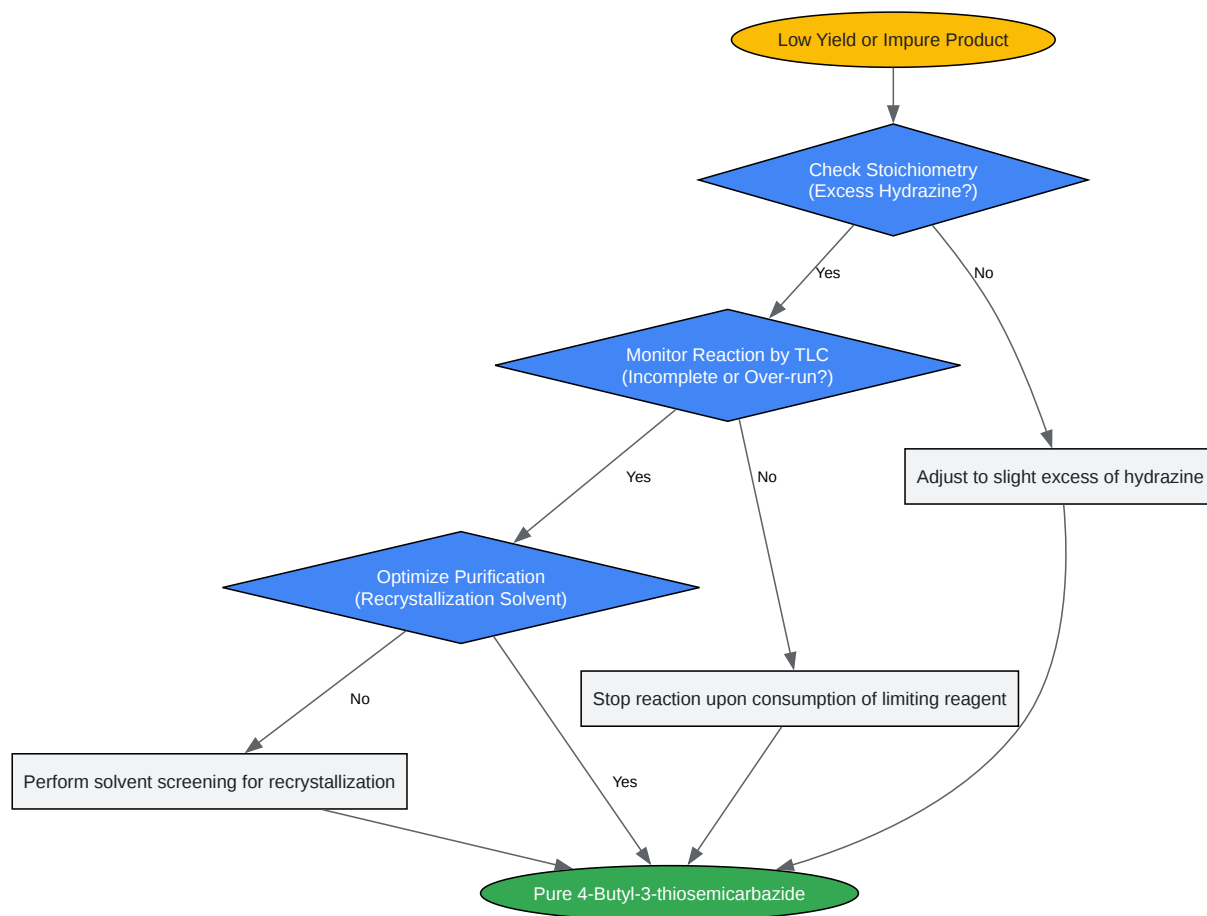 Low Yield or Impure Product
Check Stoichiometry
(Excess Hydrazine?)
Yes
No
Monitor Reaction by TLC
(Incomplete or Over-run?)
Yes
No
Adjust to slight excess of hydrazine
Optimize Purification
(Recrystallization Solvent)
No
Stop reaction upon consumption of limiting reagent
Perform solvent screening for recrystallization
Yes
Pure 4-Butyl-3-thiosemicarbazide